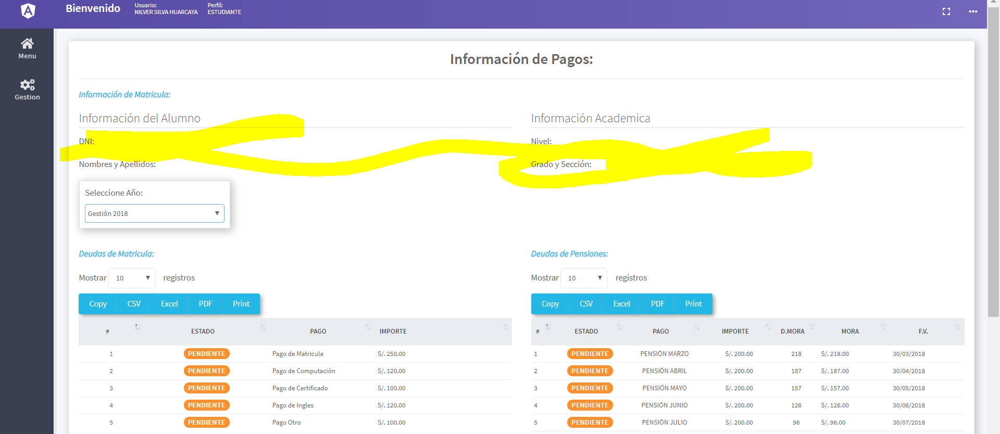 Bienvenido
Usuario:
NILVER SILVA HUARCAYA
Perfil:
ESTUDIANTE
Menu
Gestion
Información de Pagos:
Información de Matricula:
Información del Alumno
DNI:
Nombres y Apellidos:
Información Academica
Nivel:
Grado y Sección:
Seleccione Año:
Gestión 2018
Deudas de Matricula:
Mostrar 10 registros
Copy CSV Excel PDF Print
# ESTADO PAGO IMPORTE
1 PENDIENTE Pago de Matricula S/. 250.00
2 PENDIENTE Pago de Computación S/. 120.00
3 PENDIENTE Pago de Certificado S/. 100.00
4 PENDIENTE Pago de Ingles S/. 120.00
5 PENDIENTE Pago Otro S/. 100.00
Deudas de Pensiones:
Mostrar 10 registros
Copy CSV Excel PDF Print
# ESTADO PAGO IMPORTE D.MORA MORA F.V.
1 PENDIENTE PENSIÓN MARZO S/. 200.00 218 S/. 218.00 30/03/2018
2 PENDIENTE PENSIÓN ABRIL S/. 200.00 187 S/. 187.00 30/04/2018
3 PENDIENTE PENSIÓN MAYO S/. 200.00 157 S/. 157.00 30/05/2018
4 PENDIENTE PENSIÓN JUNIO S/. 200.00 126 S/. 126.00 30/06/2018
5 PENDIENTE PENSIÓN JULIO S/. 200.00 96 S/. 96.00 30/07/2018